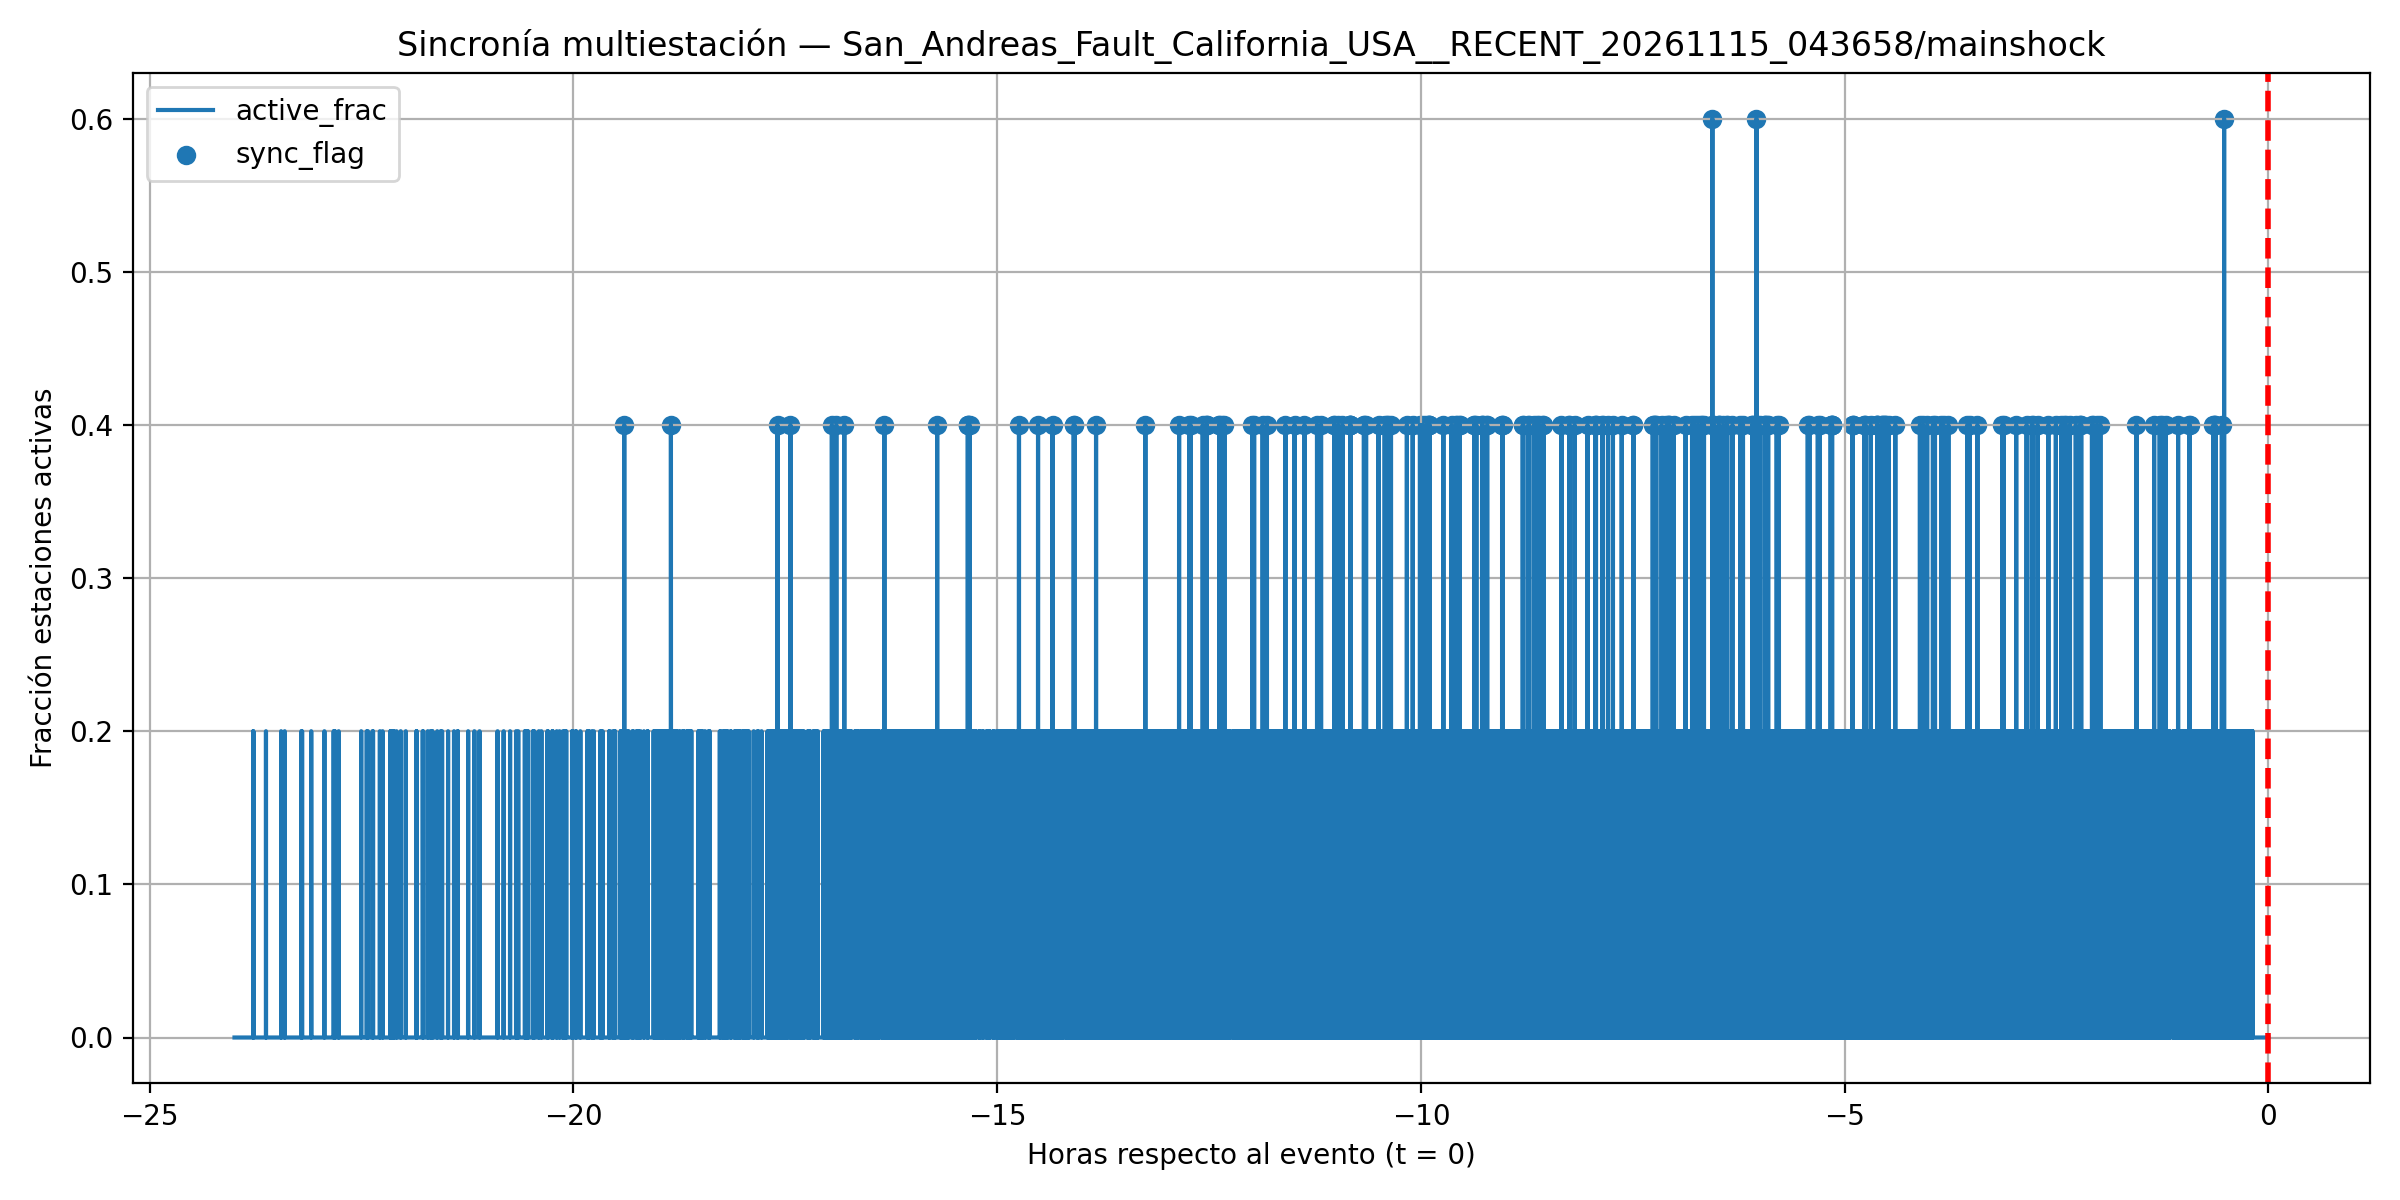 Sincronía multiestación — San_Andreas_Fault_California_USA__RECENT_20261115_043658/mainshock
active_frac
sync_flag
Fracción estaciones activas
0.6
0.5
0.4
0.3
0.2
0.1
0.0
−25 −20 −15 −10 −5 0
Horas respecto al evento (t = 0)